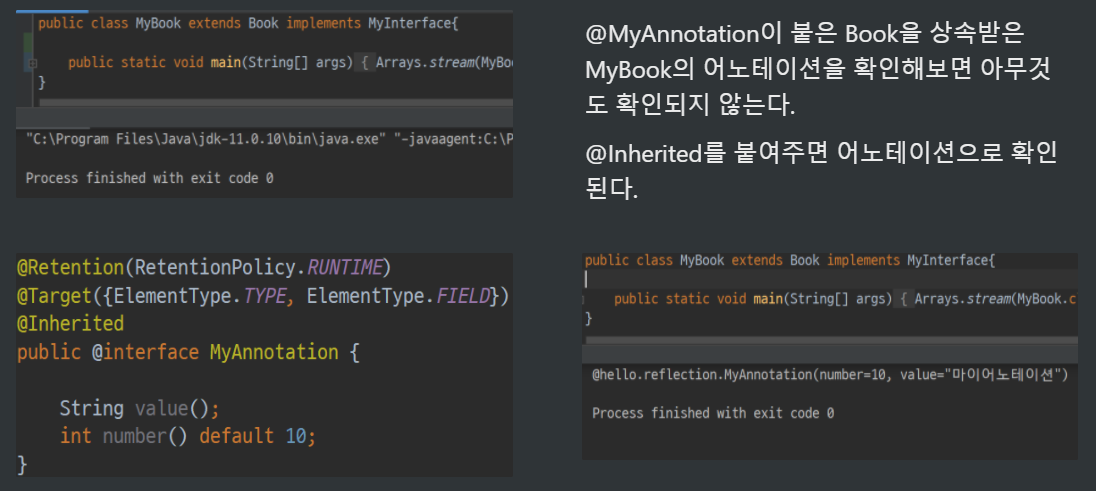 public class MyBook extends Book implements MyInterface{
public static void main(String[] args) { Arrays.stream(MyBoo
}
"C:\Program Files\Java\jdk-11.0.10\bin\java.exe" "-javaagent:C:\P
Process finished with exit code 0
@MyAnnotation이 붙은 Book을 상속받은
MyBook의 어노테이션을 확인해보면 아무것
도 확인되지 않는다.
@Inherited를 붙여주면 어노테이션으로 확인
된다.
@Retention(RetentionPolicy.RUNTIME)
@Target({ElementType.TYPE, ElementType.FIELD})
@Inherited
public @interface MyAnnotation {
String value();
int number() default 10;
}
public class MyBook extends Book implements MyInterface{
public static void main(String[] args) { Arrays.stream(MyBook.c
}
@hello.reflection.MyAnnotation(number=10, value="마이어노테이션")
Process finished with exit code 0